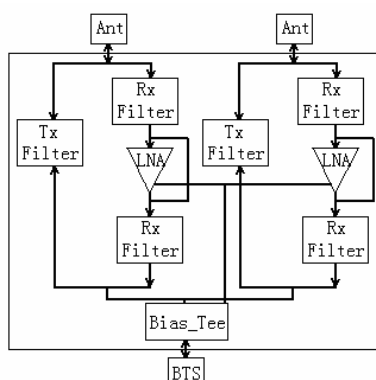 Ant
Ant
Rx
Filter
Rx
Filter
Tx
Filter
Tx
Filter
LNA
LNA
Rx
Filter
Rx
Filter
Bias_Tee
BTS